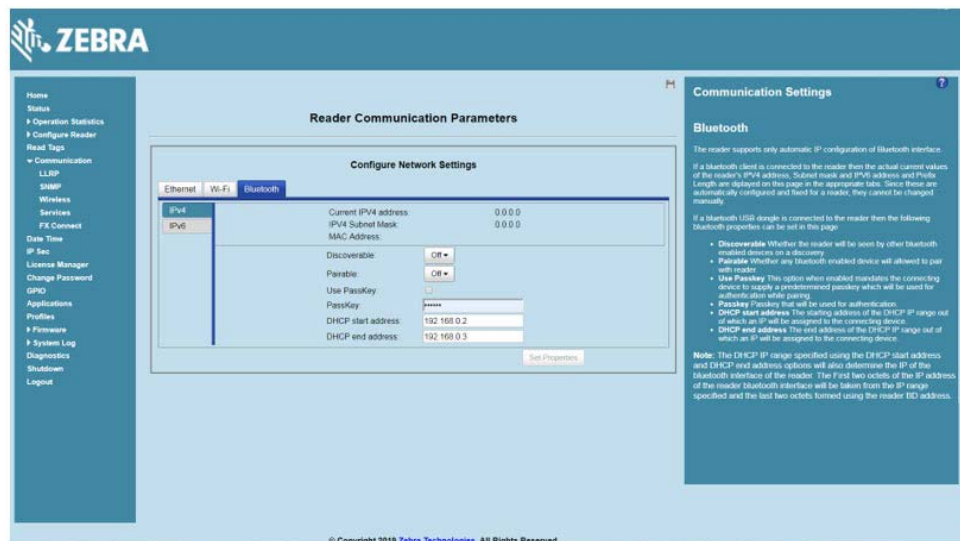 ZEBRA
Home
Status
Operation Statistics
Configure Reader
Read Tags
Communication
LLRP
SNMP
Wireless
Services
FX Connect
Date Time
IP Sec
License Manager
Change Password
GPIO
Applications
Profiles
Firmware
System Log
Diagnostics
Shutdown
Logout
Reader Communication Parameters
Configure Network Settings
Ethernet Wi-Fi Bluetooth
IPv4
IPv6
Current IPV4 address: 0.0.0.0
IPV4 Subnet Mask: 0.0.0.0
MAC Address:
Discoverable: Off
Pairable: Off
Use PassKey
PassKey: ••••••
DHCP start address: 192.168.0.2
DHCP end address: 192.168.0.3
Set Properties
Communication Settings
?
Bluetooth
The reader supports only automatic IP configuration of Bluetooth interface.
If a bluetooth client is connected to the reader then the actual current values
of the reader's IPV4 address, Subnet mask and IPV6 address and Prefix
Length are diplayed on this page in the appropriate tabs. Since these are
automatically configured and fixed for a reader, they cannot be changed
manually.
If a bluetooth USB dongle is connected to the reader then the following
bluetooth properties can be set in this page
• Discoverable Whether the reader will be seen by other bluetooth
enabled devices on a discovery.
• Pairable Whether any bluetooth enabled device will allowed to pair
with reader
• Use Passkey This option when enabled mandates the connecting
device to supply a predetermined passkey which will be used for
authentication while pairing.
• Passkey Passkey that will be used for authentication.
• DHCP start address The starting address of the DHCP IP range out
of which an IP will be assigned to the connecting device.
• DHCP end address The end address of the DHCP IP range out of
which an IP will be assigned to the connecting device.
Note: The DHCP IP range specified using the DHCP start address
and DHCP end address options will also determine the IP of the
bluetooth interface of the reader. The First two octets of the IP address
of the reader bluetooth interface will be taken from the IP range
specified and the last two octets formed using the reader BD address.
© Copyright 2019 Zebra Technologies. All Rights Reserved.